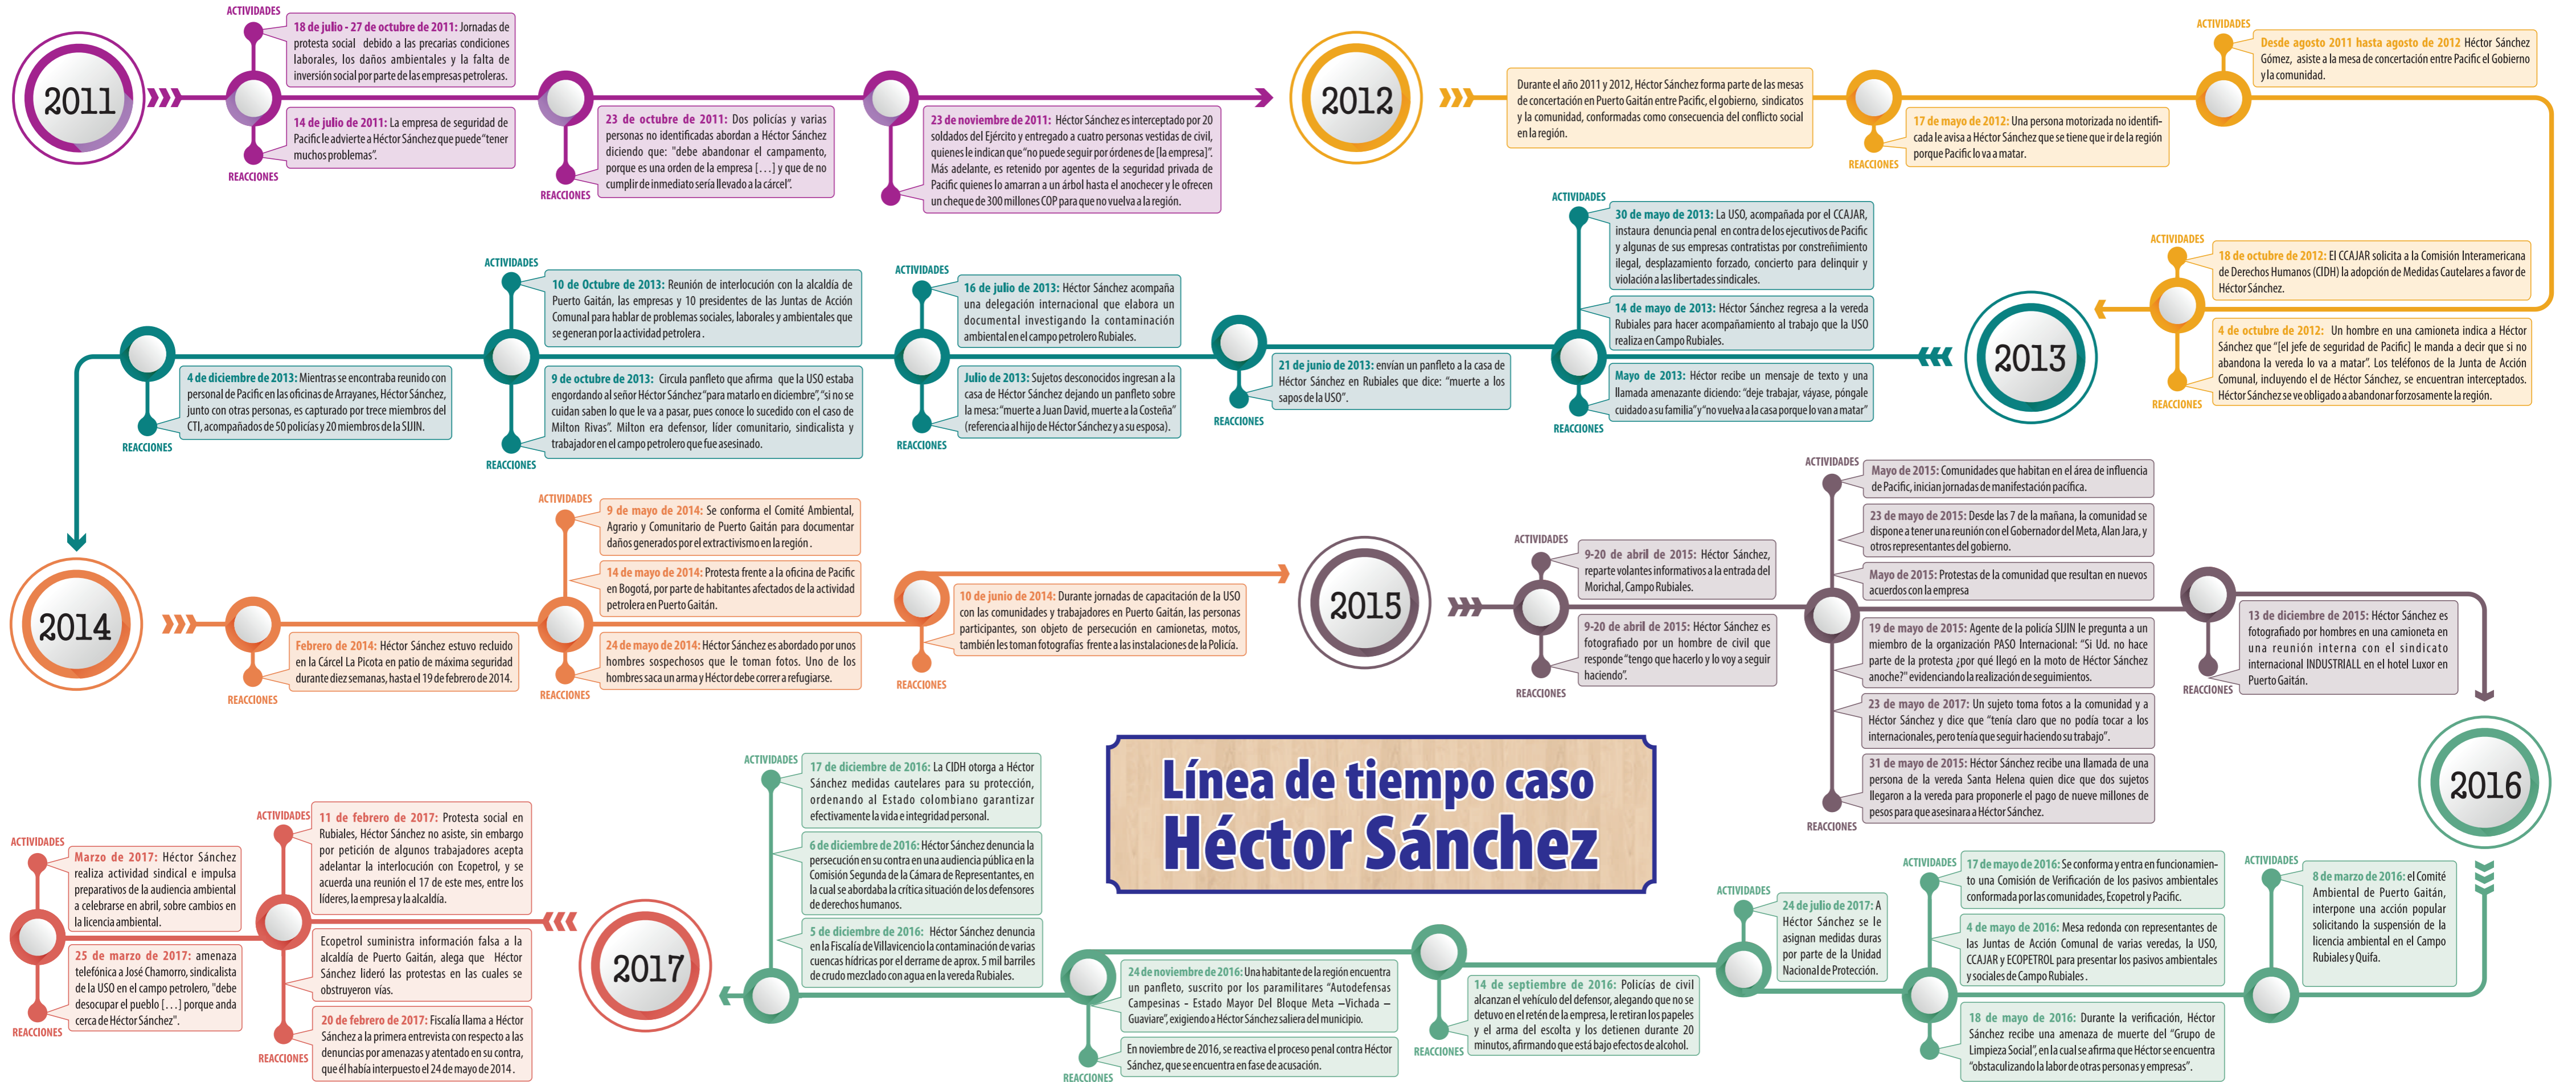 ACTIVIDADES
18 de julio - 27 de octubre de 2011: Jornadas de
protesta social debido a las precarias condiciones
laborales, los daños ambientales y la falta de
inversión social por parte de las empresas petroleras.
2011
14 de julio de 2011: La empresa de seguridad de
Pacific le advierte a Héctor Sánchez que puede "tener
muchos problemas".
REACCIONES
23 de octubre de 2011: Dos policías y varias
personas no identificadas abordan a Héctor Sánchez
diciendo que: "debe abandonar el campamento,
porque es una orden de la empresa [...] y que de no
cumplir de inmediato sería llevado a la cárcel".
REACCIONES
23 de noviembre de 2011: Héctor Sánchez es interceptado por 20
soldados del Ejército y entregado a cuatro personas vestidas de civil,
quienes le indican que "no puede seguir por órdenes de [la empresa]".
Más adelante, es retenido por agentes de la seguridad privada de
Pacific quienes lo amarran a un árbol hasta el anochecer y le ofrecen
un cheque de 300 millones COP para que no vuelva a la región.
2012
Durante el año 2011 y 2012, Héctor Sánchez forma parte de las mesas
de concertación en Puerto Gaitán entre Pacific, el gobierno, sindicatos
y la comunidad, conformadas como consecuencia del conflicto social
en la región.
17 de mayo de 2012: Una persona motorizada no identifi-
cada le avisa a Héctor Sánchez que se tiene que ir de la región
porque Pacific lo va a matar.
REACCIONES
ACTIVIDADES
Desde agosto 2011 hasta agosto de 2012 Héctor Sánchez
Gómez, asiste a la mesa de concertación entre Pacific el Gobierno
y la comunidad.
ACTIVIDADES
18 de octubre de 2012: El CCAJAR solicita a la Comisión Interamericana
de Derechos Humanos (CIDH) la adopción de Medidas Cautelares a favor de
Héctor Sánchez.
4 de octubre de 2012: Un hombre en una camioneta indica a Héctor
Sánchez que "[el jefe de seguridad de Pacific] le manda a decir que si no
abandona la vereda lo va a matar". Los teléfonos de la Junta de Acción
Comunal, incluyendo el de Héctor Sánchez, se encuentran interceptados.
Héctor Sánchez se ve obligado a abandonar forzosamente la región.
REACCIONES
2013
ACTIVIDADES
30 de mayo de 2013: La USO, acompañada por el CCAJAR,
instaura denuncia penal en contra de los ejecutivos de Pacific
y algunas de sus empresas contratistas por constreñimiento
ilegal, desplazamiento forzado, concierto para delinquir y
violación a las libertades sindicales.
14 de mayo de 2013: Héctor Sánchez regresa a la vereda
Rubiales para hacer acompañamiento al trabajo que la USO
realiza en Campo Rubiales.
Mayo de 2013: Héctor recibe un mensaje de texto y una
llamada amenazante diciendo: "deje trabajar, váyase, póngale
cuidado a su familia" y "no vuelva a la casa porque lo van a matar"
REACCIONES
21 de junio de 2013: envían un panfleto a la casa de
Héctor Sánchez en Rubiales que dice: "muerte a los
sapos de la USO".
REACCIONES
ACTIVIDADES
16 de julio de 2013: Héctor Sánchez acompaña
una delegación internacional que elabora un
documental investigando la contaminación
ambiental en el campo petrolero Rubiales.
Julio de 2013: Sujetos desconocidos ingresan a la
casa de Héctor Sánchez dejando un panfleto sobre
la mesa: "muerte a Juan David, muerte a la Costeña"
(referencia al hijo de Héctor Sánchez y a su esposa).
REACCIONES
ACTIVIDADES
10 de Octubre de 2013: Reunión de interlocución con la alcaldía de
Puerto Gaitán, las empresas y 10 presidentes de las Juntas de Acción
Comunal para hablar de problemas sociales, laborales y ambientales que
se generan por la actividad petrolera .
9 de octubre de 2013: Circula panfleto que afirma que la USO estaba
engordando al señor Héctor Sánchez "para matarlo en diciembre", "si no se
cuidan saben lo que le va a pasar, pues conoce lo sucedido con el caso de
Milton Rivas". Milton era defensor, líder comunitario, sindicalista y
trabajador en el campo petrolero que fue asesinado.
REACCIONES
4 de diciembre de 2013: Mientras se encontraba reunido con
personal de Pacific en las oficinas de Arrayanes, Héctor Sánchez,
junto con otras personas, es capturado por trece miembros del
CTI, acompañados de 50 policías y 20 miembros de la SIJIN.
REACCIONES
2014
Febrero de 2014: Héctor Sánchez estuvo recluido
en la Cárcel La Picota en patio de máxima seguridad
durante diez semanas, hasta el 19 de febrero de 2014.
REACCIONES
ACTIVIDADES
9 de mayo de 2014: Se conforma el Comité Ambiental,
Agrario y Comunitario de Puerto Gaitán para documentar
daños generados por el extractivismo en la región .
14 de mayo de 2014: Protesta frente a la oficina de Pacific
en Bogotá, por parte de habitantes afectados de la actividad
petrolera en Puerto Gaitán.
24 de mayo de 2014: Héctor Sánchez es abordado por unos
hombres sospechosos que le toman fotos. Uno de los
hombres saca un arma y Héctor debe correr a refugiarse.
REACCIONES
10 de junio de 2014: Durante jornadas de capacitación de la USO
con las comunidades y trabajadores en Puerto Gaitán, las personas
participantes, son objeto de persecución en camionetas, motos,
también les toman fotografías frente a las instalaciones de la Policía.
REACCIONES
2015
ACTIVIDADES
9-20 de abril de 2015: Héctor Sánchez,
reparte volantes informativos a la entrada del
Morichal, Campo Rubiales.
9-20 de abril de 2015: Héctor Sánchez es
fotografiado por un hombre de civil que
responde "tengo que hacerlo y lo voy a seguir
haciendo".
REACCIONES
ACTIVIDADES
Mayo de 2015: Comunidades que habitan en el área de influencia
de Pacific, inician jornadas de manifestación pacífica.
23 de mayo de 2015: Desde las 7 de la mañana, la comunidad se
dispone a tener una reunión con el Gobernador del Meta, Alan Jara, y
otros representantes del gobierno.
Mayo de 2015: Protestas de la comunidad que resultan en nuevos
acuerdos con la empresa
19 de mayo de 2015: Agente de la policía SIJIN le pregunta a un
miembro de la organización PASO Internacional: "Si Ud. no hace
parte de la protesta ¿por qué llegó en la moto de Héctor Sánchez
anoche?" evidenciando la realización de seguimientos.
23 de mayo de 2017: Un sujeto toma fotos a la comunidad y a
Héctor Sánchez y dice que "tenía claro que no podía tocar a los
internacionales, pero tenía que seguir haciendo su trabajo".
31 de mayo de 2015: Héctor Sánchez recibe una llamada de una
persona de la vereda Santa Helena quien dice que dos sujetos
llegaron a la vereda para proponerle el pago de nueve millones de
pesos para que asesinara a Héctor Sánchez.
REACCIONES
13 de diciembre de 2015: Héctor Sánchez es
fotografiado por hombres en una camioneta en
una reunión interna con el sindicato
internacional INDUSTRIALL en el hotel Luxor en
Puerto Gaitán.
REACCIONES
2016
Línea de tiempo caso
Héctor Sánchez
ACTIVIDADES
8 de marzo de 2016: el Comité
Ambiental de Puerto Gaitán,
interpone una acción popular
solicitando la suspensión de la
licencia ambiental en el Campo
Rubiales y Quifa.
ACTIVIDADES
17 de mayo de 2016: Se conforma y entra en funcionamien-
to una Comisión de Verificación de los pasivos ambientales
conformada por las comunidades, Ecopetrol y Pacific.
4 de mayo de 2016: Mesa redonda con representantes de
las Juntas de Acción Comunal de varias veredas, la USO,
CCAJAR y ECOPETROL para presentar los pasivos ambientales
y sociales de Campo Rubiales .
18 de mayo de 2016: Durante la verificación, Héctor
Sánchez recibe una amenaza de muerte del "Grupo de
Limpieza Social", en la cual se afirma que Héctor se encuentra
"obstaculizando la labor de otras personas y empresas".
ACTIVIDADES
24 de julio de 2017: A
Héctor Sánchez se le
asignan medidas duras
por parte de la Unidad
Nacional de Protección.
14 de septiembre de 2016: Policías de civil
alcanzan el vehículo del defensor, alegando que no se
detuvo en el retén de la empresa, le retiran los papeles
y el arma del escolta y los detienen durante 20
minutos, afirmando que está bajo efectos de alcohol.
REACCIONES
24 de noviembre de 2016: Una habitante de la región encuentra
un panfleto, suscrito por los paramilitares "Autodefensas
Campesinas - Estado Mayor Del Bloque Meta –Vichada –
Guaviare", exigiendo a Héctor Sánchez saliera del municipio.
En noviembre de 2016, se reactiva el proceso penal contra Héctor
Sánchez, que se encuentra en fase de acusación.
REACCIONES
ACTIVIDADES
17 de diciembre de 2016: La CIDH otorga a Héctor
Sánchez medidas cautelares para su protección,
ordenando al Estado colombiano garantizar
efectivamente la vida e integridad personal.
6 de diciembre de 2016: Héctor Sánchez denuncia la
persecución en su contra en una audiencia pública en la
Comisión Segunda de la Cámara de Representantes, en
la cual se abordaba la crítica situación de los defensores
de derechos humanos.
5 de diciembre de 2016: Héctor Sánchez denuncia
en la Fiscalía de Villavicencio la contaminación de varias
cuencas hídricas por el derrame de aprox. 5 mil barriles
de crudo mezclado con agua en la vereda Rubiales.
2017
ACTIVIDADES
11 de febrero de 2017: Protesta social en
Rubiales, Héctor Sánchez no asiste, sin embargo
por petición de algunos trabajadores acepta
adelantar la interlocución con Ecopetrol, y se
acuerda una reunión el 17 de este mes, entre los
líderes, la empresa y la alcaldía.
Ecopetrol suministra información falsa a la
alcaldía de Puerto Gaitán, alega que Héctor
Sánchez lideró las protestas en las cuales se
obstruyeron vías.
20 de febrero de 2017: Fiscalía llama a Héctor
Sánchez a la primera entrevista con respecto a las
denuncias por amenazas y atentado en su contra,
que él había interpuesto el 24 de mayo de 2014 .
REACCIONES
ACTIVIDADES
Marzo de 2017: Héctor Sánchez
realiza actividad sindical e impulsa
preparativos de la audiencia ambiental
a celebrarse en abril, sobre cambios en
la licencia ambiental.
25 de marzo de 2017: amenaza
telefónica a José Chamorro, sindicalista
de la USO en el campo petrolero, "debe
desocupar el pueblo [...] porque anda
cerca de Héctor Sánchez".
REACCIONES